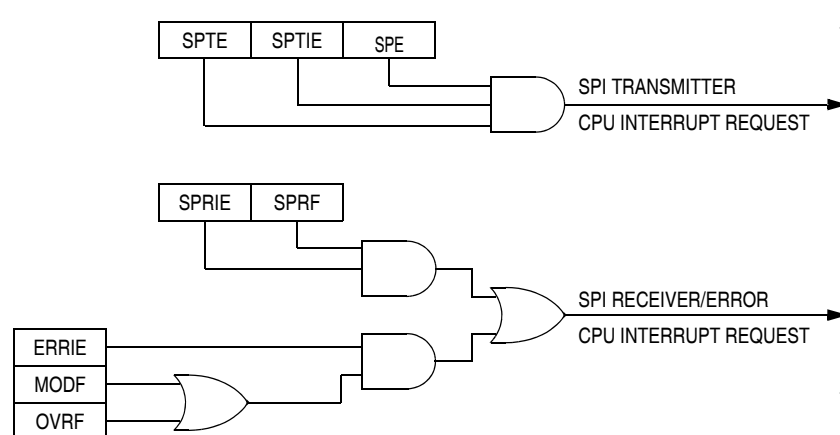 SPTE SPTIE SPE
SPI TRANSMITTER
CPU INTERRUPT REQUEST
SPRIE SPRF
SPI RECEIVER/ERROR
CPU INTERRUPT REQUEST
ERRIE
MODF
OVRF